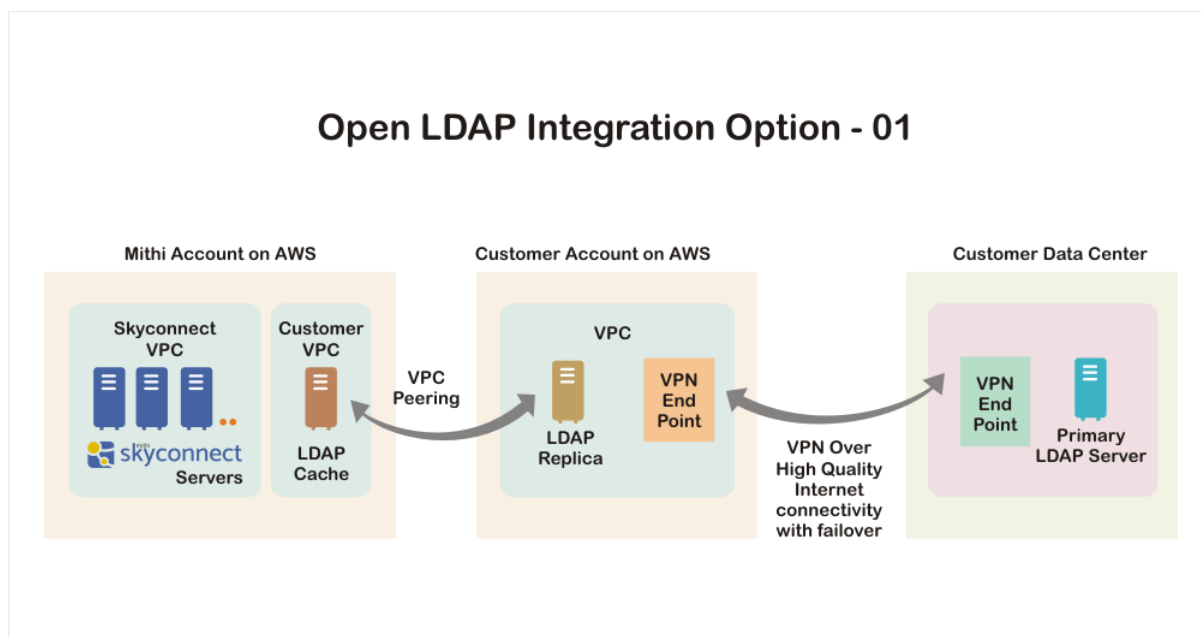 Open LDAP Integration Option - 01
Mithi Account on AWS
Skyconnect
VPC
mithi
skyconnect
Servers
Customer
VPC
LDAP
Cache
VPC
Peering
Customer Account on AWS
VPC
LDAP
Replica
VPN
End
Point
VPN Over
High Quality
Internet
connectivity
with failover
Customer Data Center
VPN
End
Point
Primary
LDAP Server